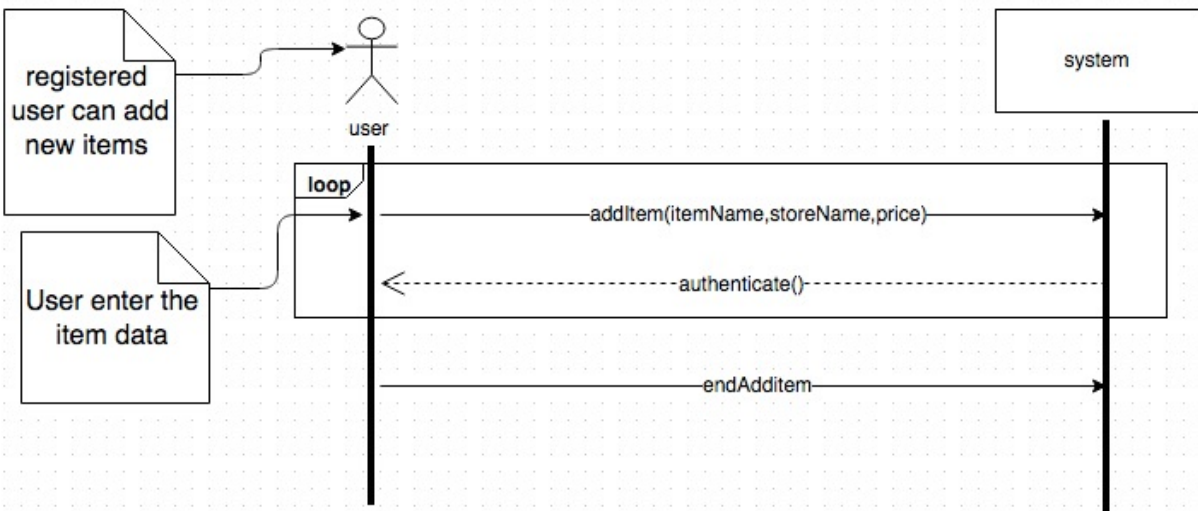 registered
user can add
new items
user
system
loop
addItem(itemName,storeName,price)
User enter the
item data
authenticate()
endAdditem